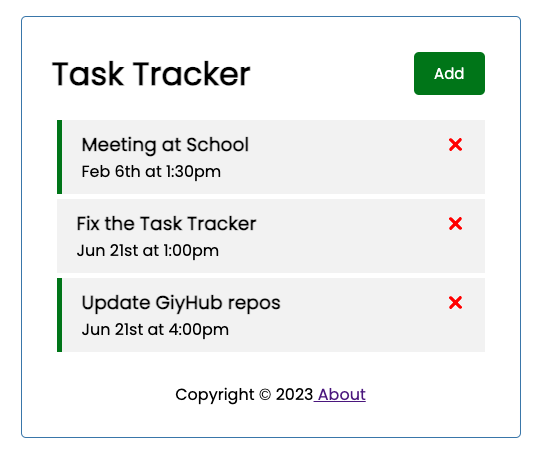 Task Tracker
Add
Meeting at School
Feb 6th at 1:30pm
Fix the Task Tracker
Jun 21st at 1:00pm
Update GiyHub repos
Jun 21st at 4:00pm
Copyright © 2023 About